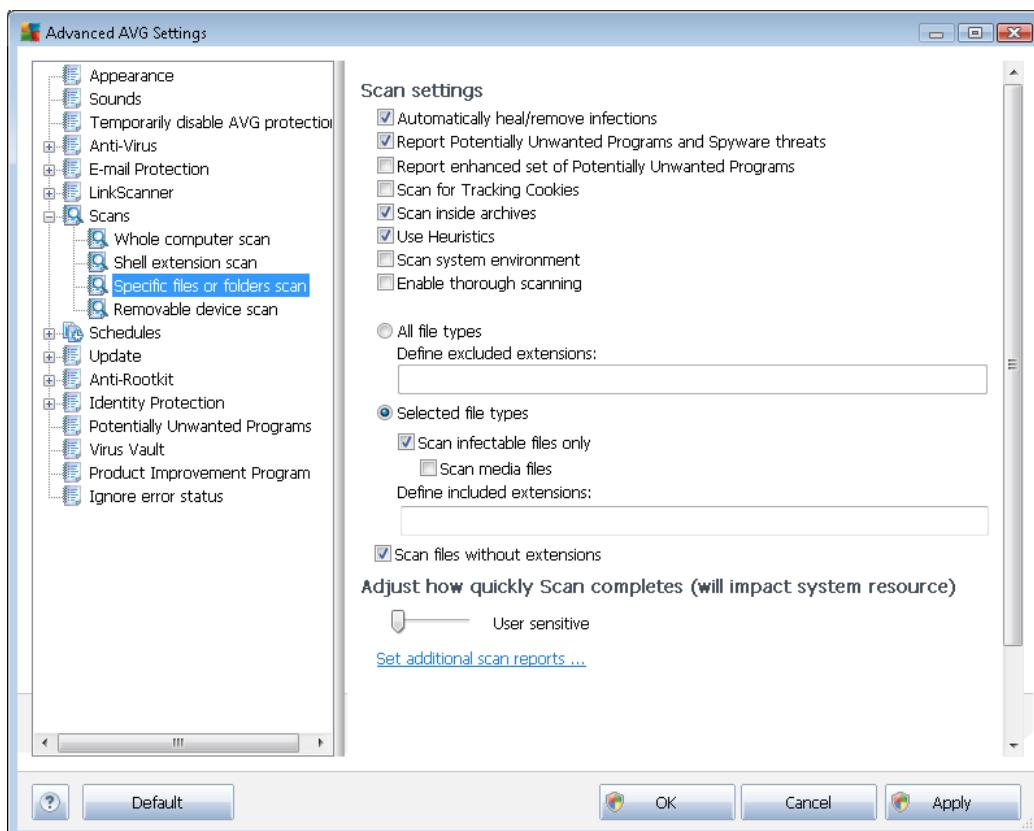 Advanced AVG Settings
Appearance
Sounds
Temporarily disable AVG protection
Anti-Virus
E-mail Protection
LinkScanner
Scans
Whole computer scan
Shell extension scan
Specific files or folders scan
Removable device scan
Schedules
Update
Anti-Rootkit
Identity Protection
Potentially Unwanted Programs
Virus Vault
Product Improvement Program
Ignore error status
Scan settings
Automatically heal/remove infections
Report Potentially Unwanted Programs and Spyware threats
Report enhanced set of Potentially Unwanted Programs
Scan for Tracking Cookies
Scan inside archives
Use Heuristics
Scan system environment
Enable thorough scanning
All file types
Define excluded extensions:
Selected file types
Scan infectable files only
Scan media files
Define included extensions:
Scan files without extensions
Adjust how quickly Scan completes (will impact system resource)
User sensitive
Set additional scan reports ...
? Default OK Cancel Apply